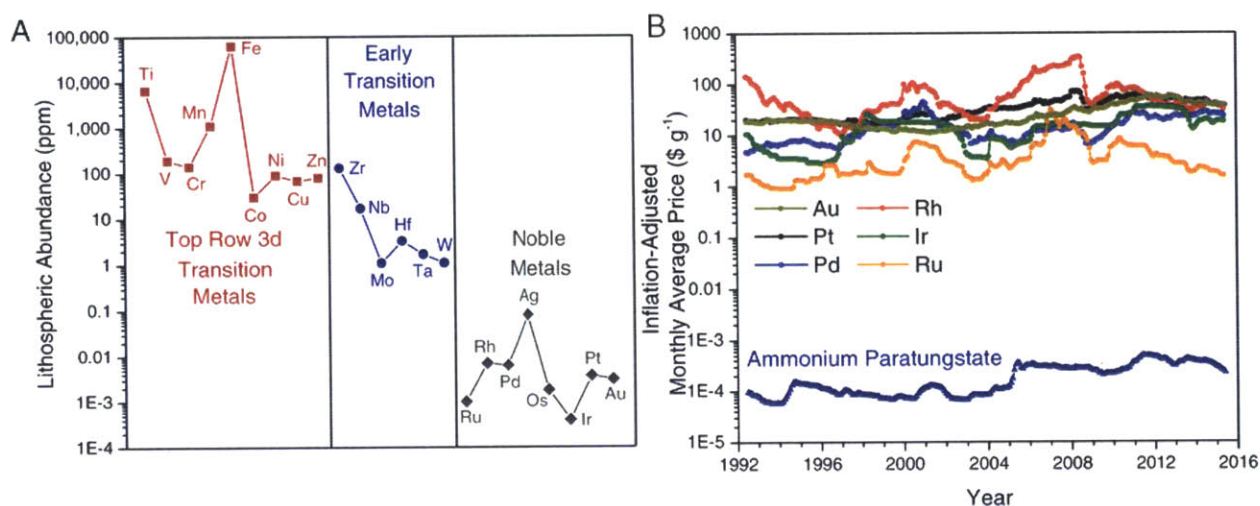 A
Lithospheric Abundance (ppm)
100,000
10,000
1,000
100
10
1
0.1
0.01
1E-3
1E-4
Ti
V
Cr
Mn
Fe
Co
Ni
Cu
Zn
Top Row 3d
Transition
Metals
Early
Transition
Metals
Zr
Nb
Mo
Hf
Ta
W
Noble
Metals
Ru
Rh
Pd
Ag
Os
Ir
Pt
Au
B
Inflation-Adjusted
Monthly Average Price ($ g⁻¹)
1000
100
10
1
0.1
0.01
1E-3
1E-4
1E-5
Au
Rh
Pt
Ir
Pd
Ru
Ammonium Paratungstate
1992
1996
2000
2004
2008
2012
2016
Year